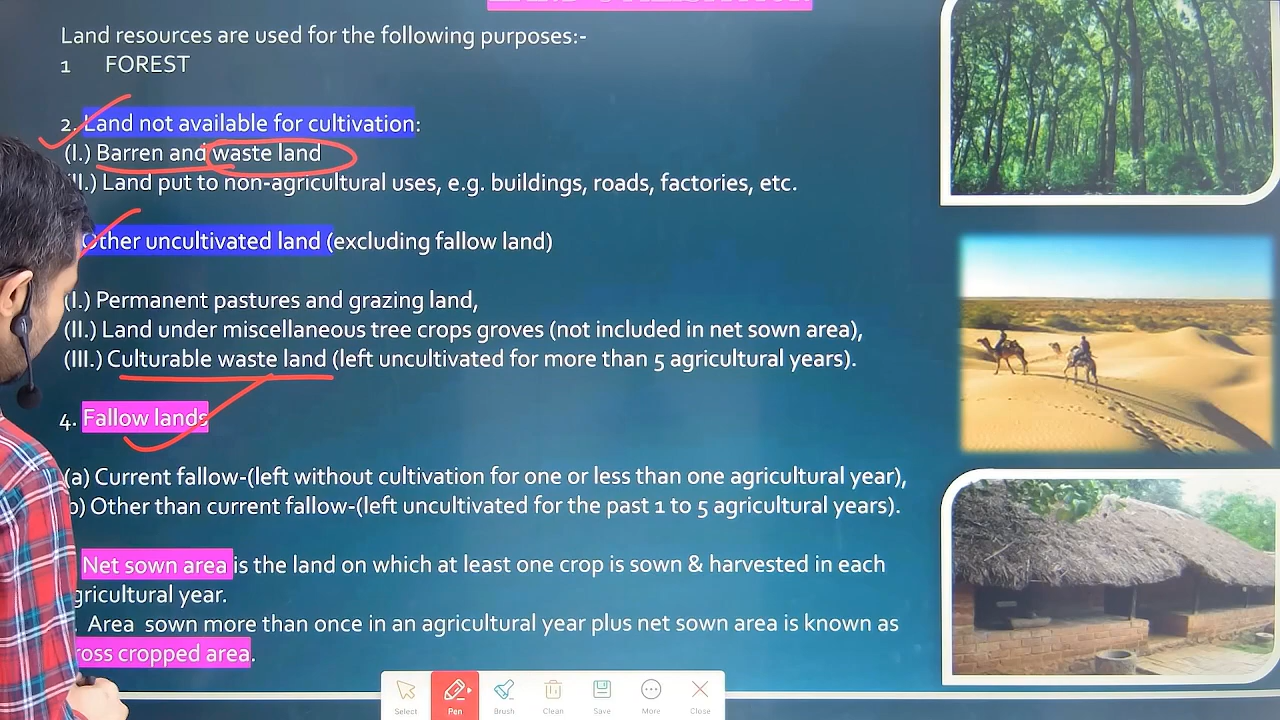 Land resources are used for the following purposes:-
1 FOREST
2. Land not available for cultivation:
(I.) Barren and waste land
II.) Land put to non-agricultural uses, e.g. buildings, roads, factories, etc.
Other uncultivated land (excluding fallow land)
(I.) Permanent pastures and grazing land,
(II.) Land under miscellaneous tree crops groves (not included in net sown area),
(III.) Culturable waste land (left uncultivated for more than 5 agricultural years).
4. Fallow lands
(a) Current fallow-(left without cultivation for one or less than one agricultural year),
b) Other than current fallow-(left uncultivated for the past 1 to 5 agricultural years).
Net sown area is the land on which at least one crop is sown & harvested in each
gricultural year.
Area sown more than once in an agricultural year plus net sown area is known as
ross cropped area.
Select Pen Brush Clean Save More Close